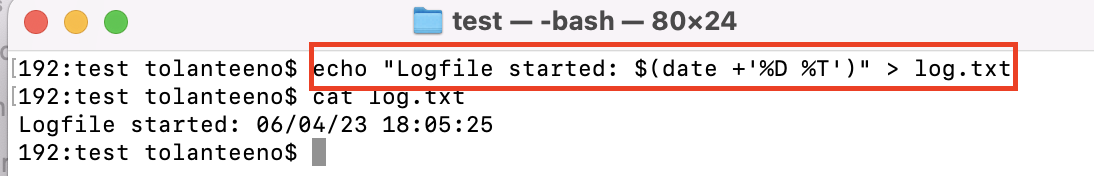 test — -bash — 80×24
[192:test tolanteeno$ echo "Logfile started: $(date +'%D %T')" > log.txt
[192:test tolanteeno$ cat log.txt
Logfile started: 06/04/23 18:05:25
192:test tolanteeno$